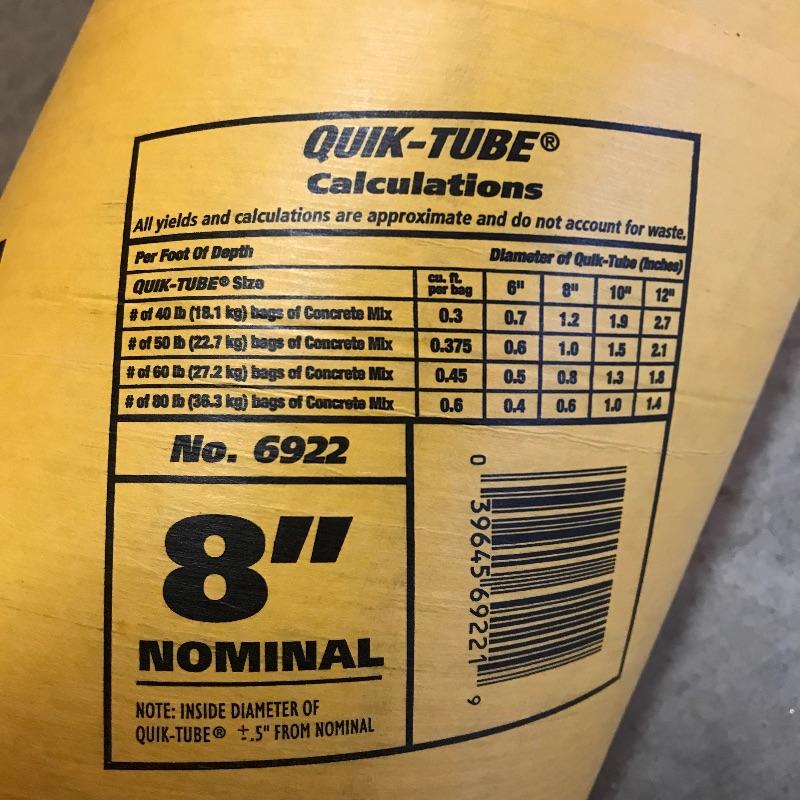 QUIK-TUBE®
Calculations
All yields and calculations are approximate and do not account for waste.
Per Foot Of Depth Diameter of Quik-Tube (Inches)
QUIK-TUBE® Size cu. ft. per bag 6" 8" 10" 12"
# of 40 lb (18.1 kg) bags of Concrete Mix 0.3 0.7 1.2 1.9 2.7
# of 50 lb (22.7 kg) bags of Concrete Mix 0.375 0.6 1.0 1.5 2.1
# of 60 lb (27.2 kg) bags of Concrete Mix 0.45 0.5 0.8 1.3 1.8
# of 80 lb (36.3 kg) bags of Concrete Mix 0.6 0.4 0.6 1.0 1.4
No. 6922
8"
NOMINAL
NOTE: INSIDE DIAMETER OF
QUIK-TUBE® ±.5" FROM NOMINAL
0 39645 69221 9